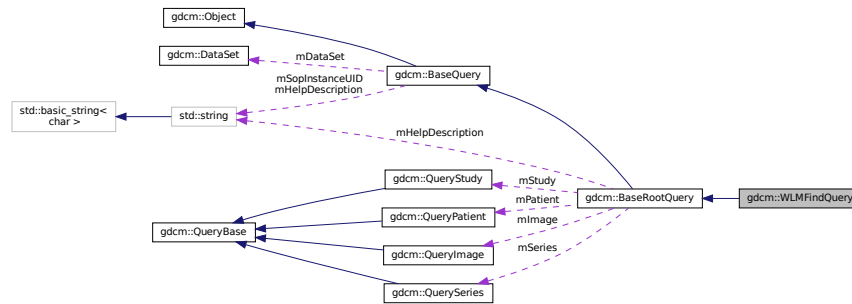 gdcm::Object
gdcm::DataSet
mDataSet
gdcm::BaseQuery
mSopInstanceUID
mHelpDescription
std::basic_string<
char >
std::string
mHelpDescription
gdcm::QueryStudy
mStudy
gdcm::BaseRootQuery
gdcm::WLMFindQuery
mPatient
gdcm::QueryPatient
mImage
gdcm::QueryBase
gdcm::QueryImage
mSeries
gdcm::QuerySeries